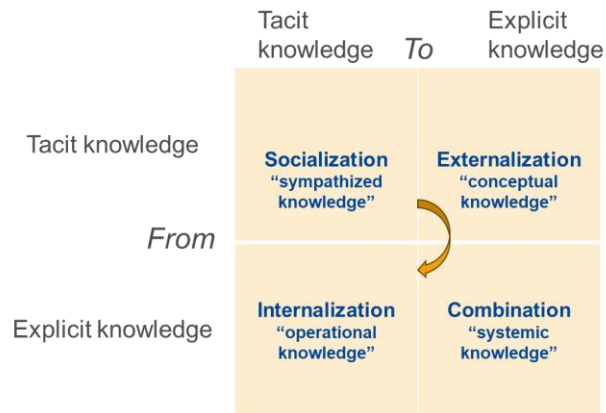 Tacit
knowledge
To
Explicit
knowledge
Tacit knowledge
Socialization
“sympathized
knowledge”
Externalization
“conceptual
knowledge”
From
Explicit knowledge
Internalization
“operational
knowledge”
Combination
“systemic
knowledge”